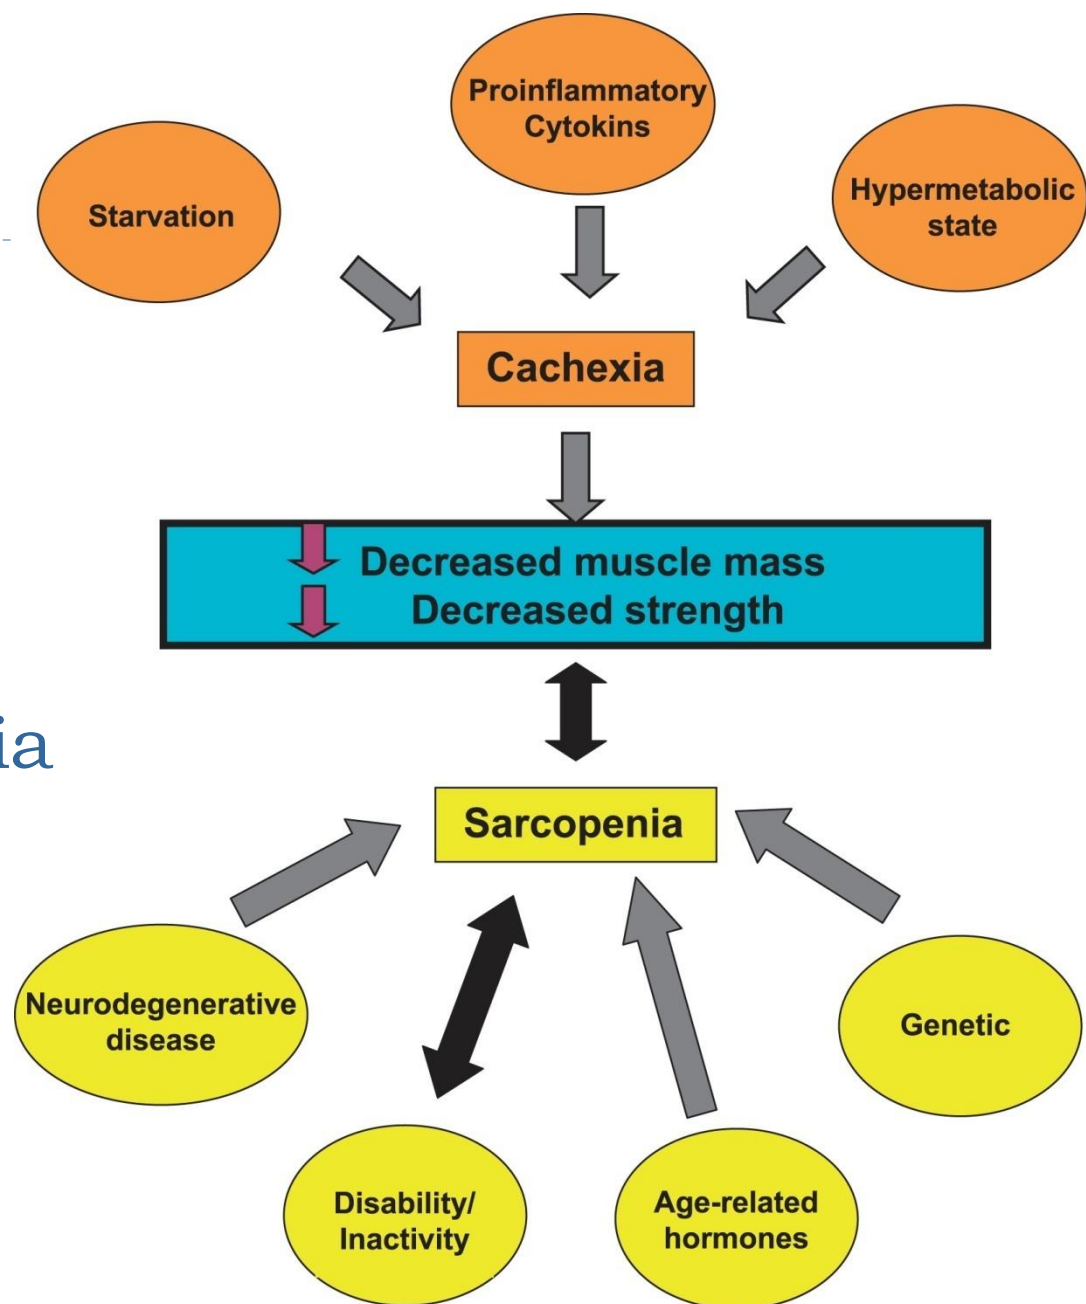 Proinflammatory
Cytokins
Starvation
Hypermetabolic
state
Cachexia
Decreased muscle mass
Decreased strength
ia
Sarcopenia
Neurodegenerative
disease
Genetic
Disability/
Inactivity
Age-related
hormones